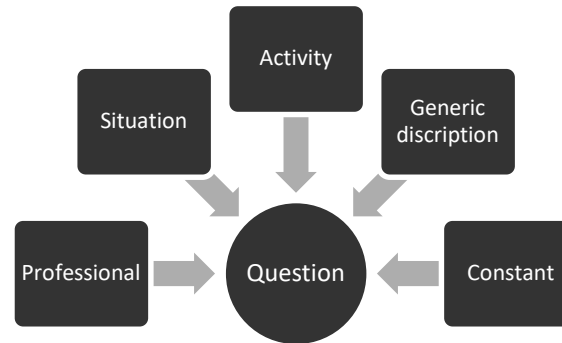 Activity
Situation
Generic
discription
Professional
Question
Constant